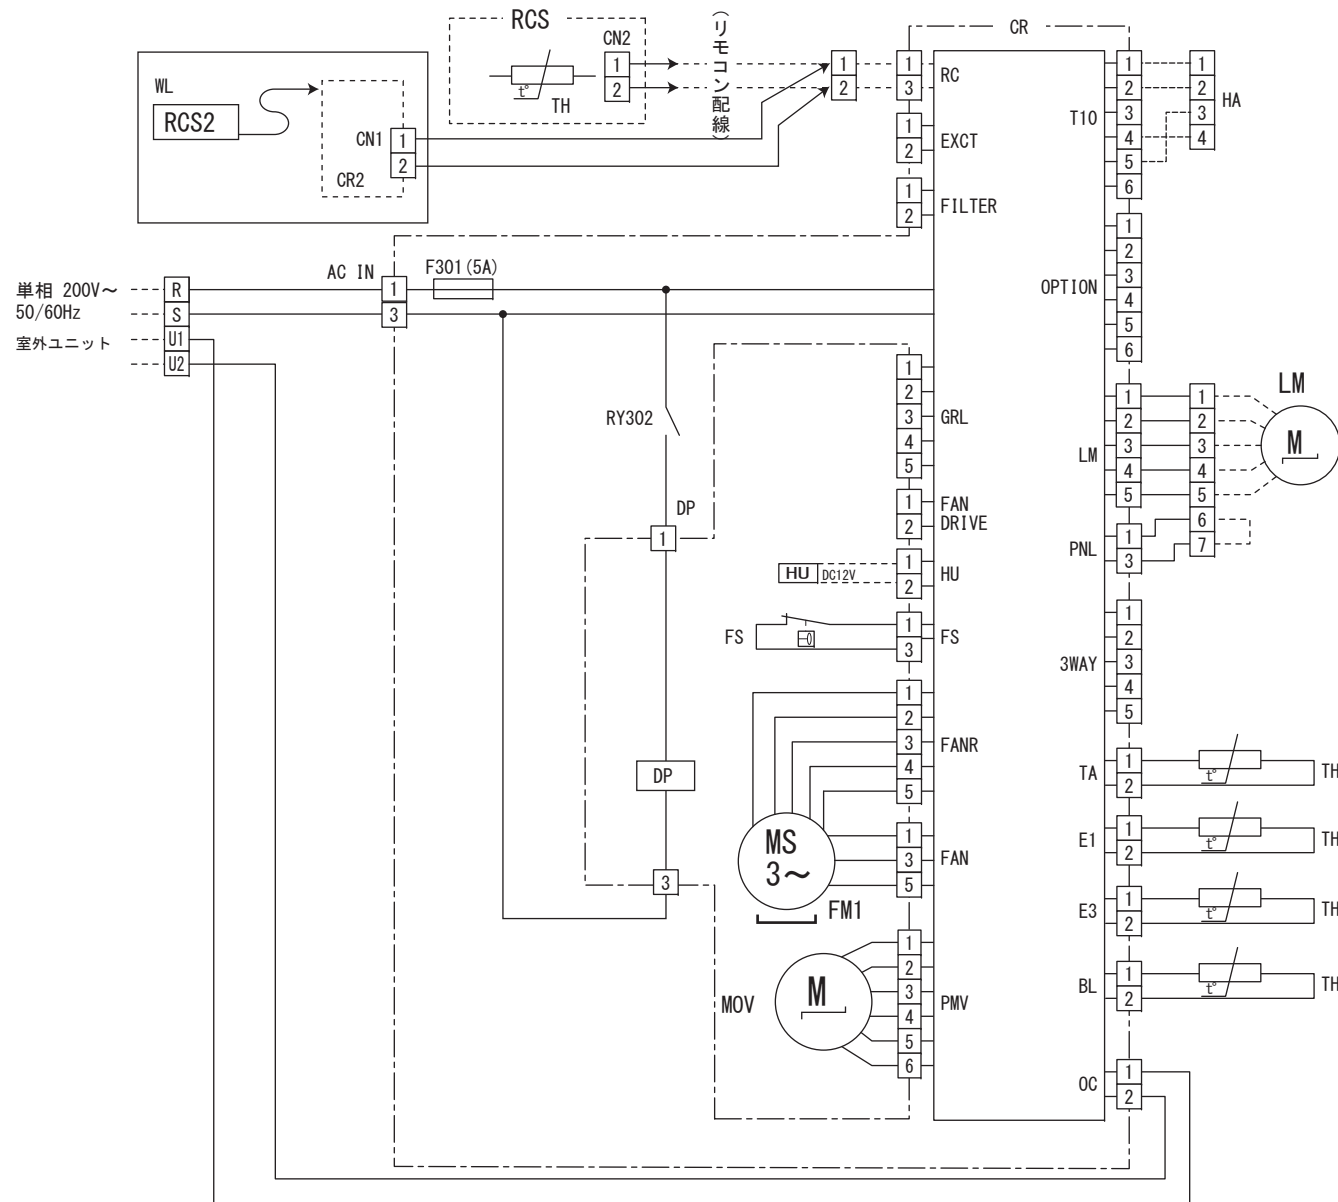 RCS
CR
CN2
1
2
t°
TH
(リモコン配線)
1
2
1
3
RC
WL
RCS2
CN1
1
2
CR2
1
2
EXCT
1
2
FILTER
T10
1
2
3
4
5
6
1
2
3
4
HA
OPTION
1
2
3
4
5
6
単相 200V～
50/60Hz
室外ユニット
R
S
U1
U2
AC IN
1
3
F301(5A)
RY302
DP
1
DP
3
1
2
3
4
5
GRL
1
2
FAN
DRIVE
HU
DC12V
1
2
HU
FS
1
3
FS
1
2
3
4
5
FANR
1
3
5
FAN
MS
3～
FM1
MOV
M
1
2
3
4
5
6
PMV
LM
1
2
3
4
5
PNL
1
3
1
2
3
4
5
6
7
LM
M
3WAY
1
2
3
4
5
TA
1
2
t°
TH
E1
1
2
t°
TH
E3
1
2
t°
TH
BL
1
2
t°
TH
OC
1
2